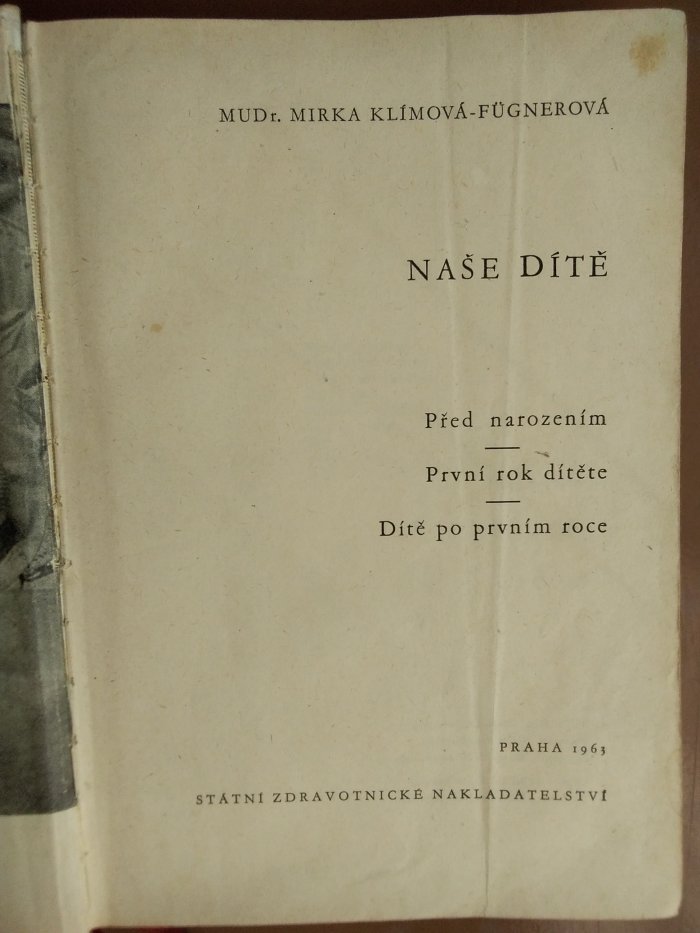 MUDr. MIRKA KLÍMOVÁ-FÜGNEROVÁ
NAŠE DÍTĚ
Před narozením
První rok dítěte
Dítě po prvním roce
PRAHA 1963
STÁTNÍ ZDRAVOTNICKÉ NAKLADATELSTVÍ